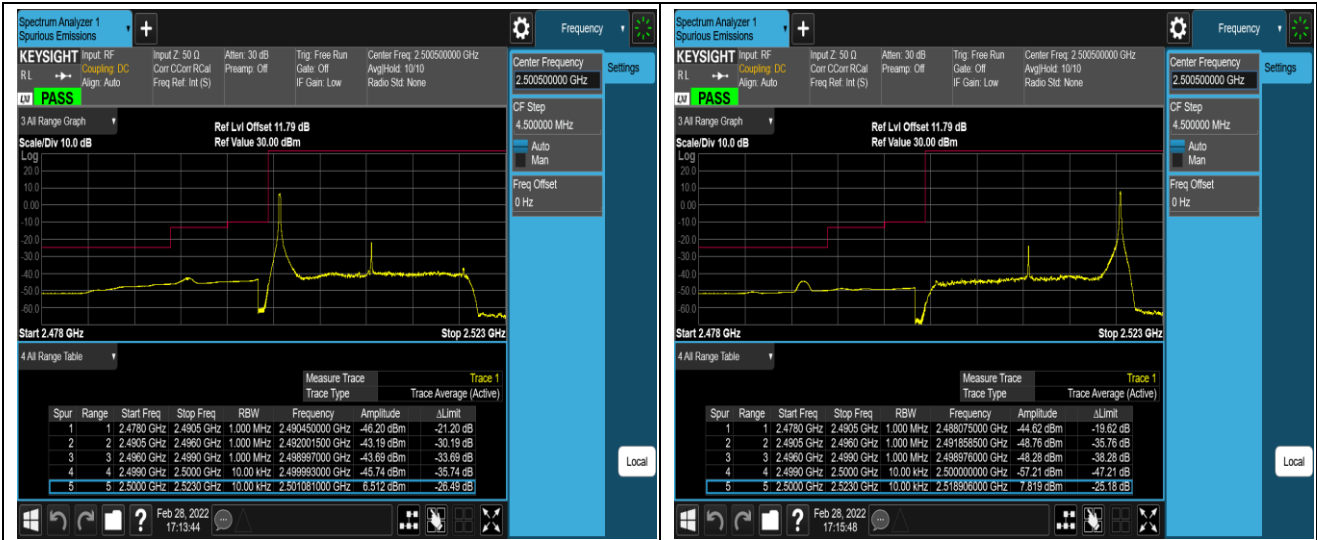 Spectrum Analyzer 1
Spurious Emissions
+
Frequency
KEYSIGHT
R L
LXI
PASS
Input: RF
Coupling: DC
Align: Auto
Input Z: 50 Ω
Corr CCorr RCal
Freq Ref: Int (S)
Atten: 30 dB
Preamp: Off
Trig: Free Run
Gate: Off
IF Gain: Low
Center Freq: 2.500500000 GHz
Avg|Hold: 10/10
Radio Std: None
Center Frequency
2.500500000 GHz
Settings
CF Step
4.500000 MHz
Auto
Man
Freq Offset
0 Hz
Local
3 All Range Graph
Ref Lvl Offset 11.79 dB
Scale/Div 10.0 dB
Ref Value 30.00 dBm
Log
20.0
10.0
0.00
-10.0
-20.0
-30.0
-40.0
-50.0
-60.0
Start 2.478 GHz
Stop 2.523 GHz
4 All Range Table
Measure Trace Trace 1
Trace Type Trace Average (Active)
Spur Range Start Freq Stop Freq RBW Frequency Amplitude ΔLimit
1 1 2.4780 GHz 2.4905 GHz 1.000 MHz 2.490450000 GHz -46.20 dBm -21.20 dB
2 2 2.4905 GHz 2.4960 GHz 1.000 MHz 2.492001500 GHz -43.19 dBm -30.19 dB
3 3 2.4960 GHz 2.4990 GHz 1.000 MHz 2.498997000 GHz -43.69 dBm -33.69 dB
4 4 2.4990 GHz 2.5000 GHz 10.00 kHz 2.499993000 GHz -45.74 dBm -35.74 dB
5 5 2.5000 GHz 2.5230 GHz 10.00 kHz 2.501081000 GHz 6.512 dBm -26.49 dB
?
Feb 28, 2022
17:13:44
Spectrum Analyzer 1
Spurious Emissions
+
Frequency
KEYSIGHT
R L
LXI
PASS
Input: RF
Coupling: DC
Align: Auto
Input Z: 50 Ω
Corr CCorr RCal
Freq Ref: Int (S)
Atten: 30 dB
Preamp: Off
Trig: Free Run
Gate: Off
IF Gain: Low
Center Freq: 2.500500000 GHz
Avg|Hold: 10/10
Radio Std: None
Center Frequency
2.500500000 GHz
Settings
CF Step
4.500000 MHz
Auto
Man
Freq Offset
0 Hz
Local
3 All Range Graph
Ref Lvl Offset 11.79 dB
Scale/Div 10.0 dB
Ref Value 30.00 dBm
Log
20.0
10.0
0.00
-10.0
-20.0
-30.0
-40.0
-50.0
-60.0
Start 2.478 GHz
Stop 2.523 GHz
4 All Range Table
Measure Trace Trace 1
Trace Type Trace Average (Active)
Spur Range Start Freq Stop Freq RBW Frequency Amplitude ΔLimit
1 1 2.4780 GHz 2.4905 GHz 1.000 MHz 2.488075000 GHz -44.62 dBm -19.62 dB
2 2 2.4905 GHz 2.4960 GHz 1.000 MHz 2.491858500 GHz -48.76 dBm -35.76 dB
3 3 2.4960 GHz 2.4990 GHz 1.000 MHz 2.498976000 GHz -48.28 dBm -38.28 dB
4 4 2.4990 GHz 2.5000 GHz 10.00 kHz 2.500000000 GHz -57.21 dBm -47.21 dB
5 5 2.5000 GHz 2.5230 GHz 10.00 kHz 2.518906000 GHz 7.819 dBm -25.18 dB
?
Feb 28, 2022
17:15:48